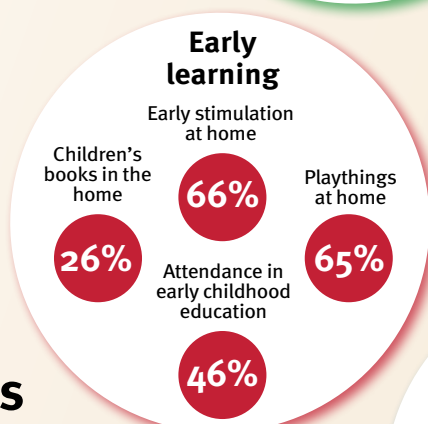 Early
learning
Early stimulation
at home
66%
Children's
books in the
home
26%
Playthings
at home
65%
Attendance in
early childhood
education
46%
s